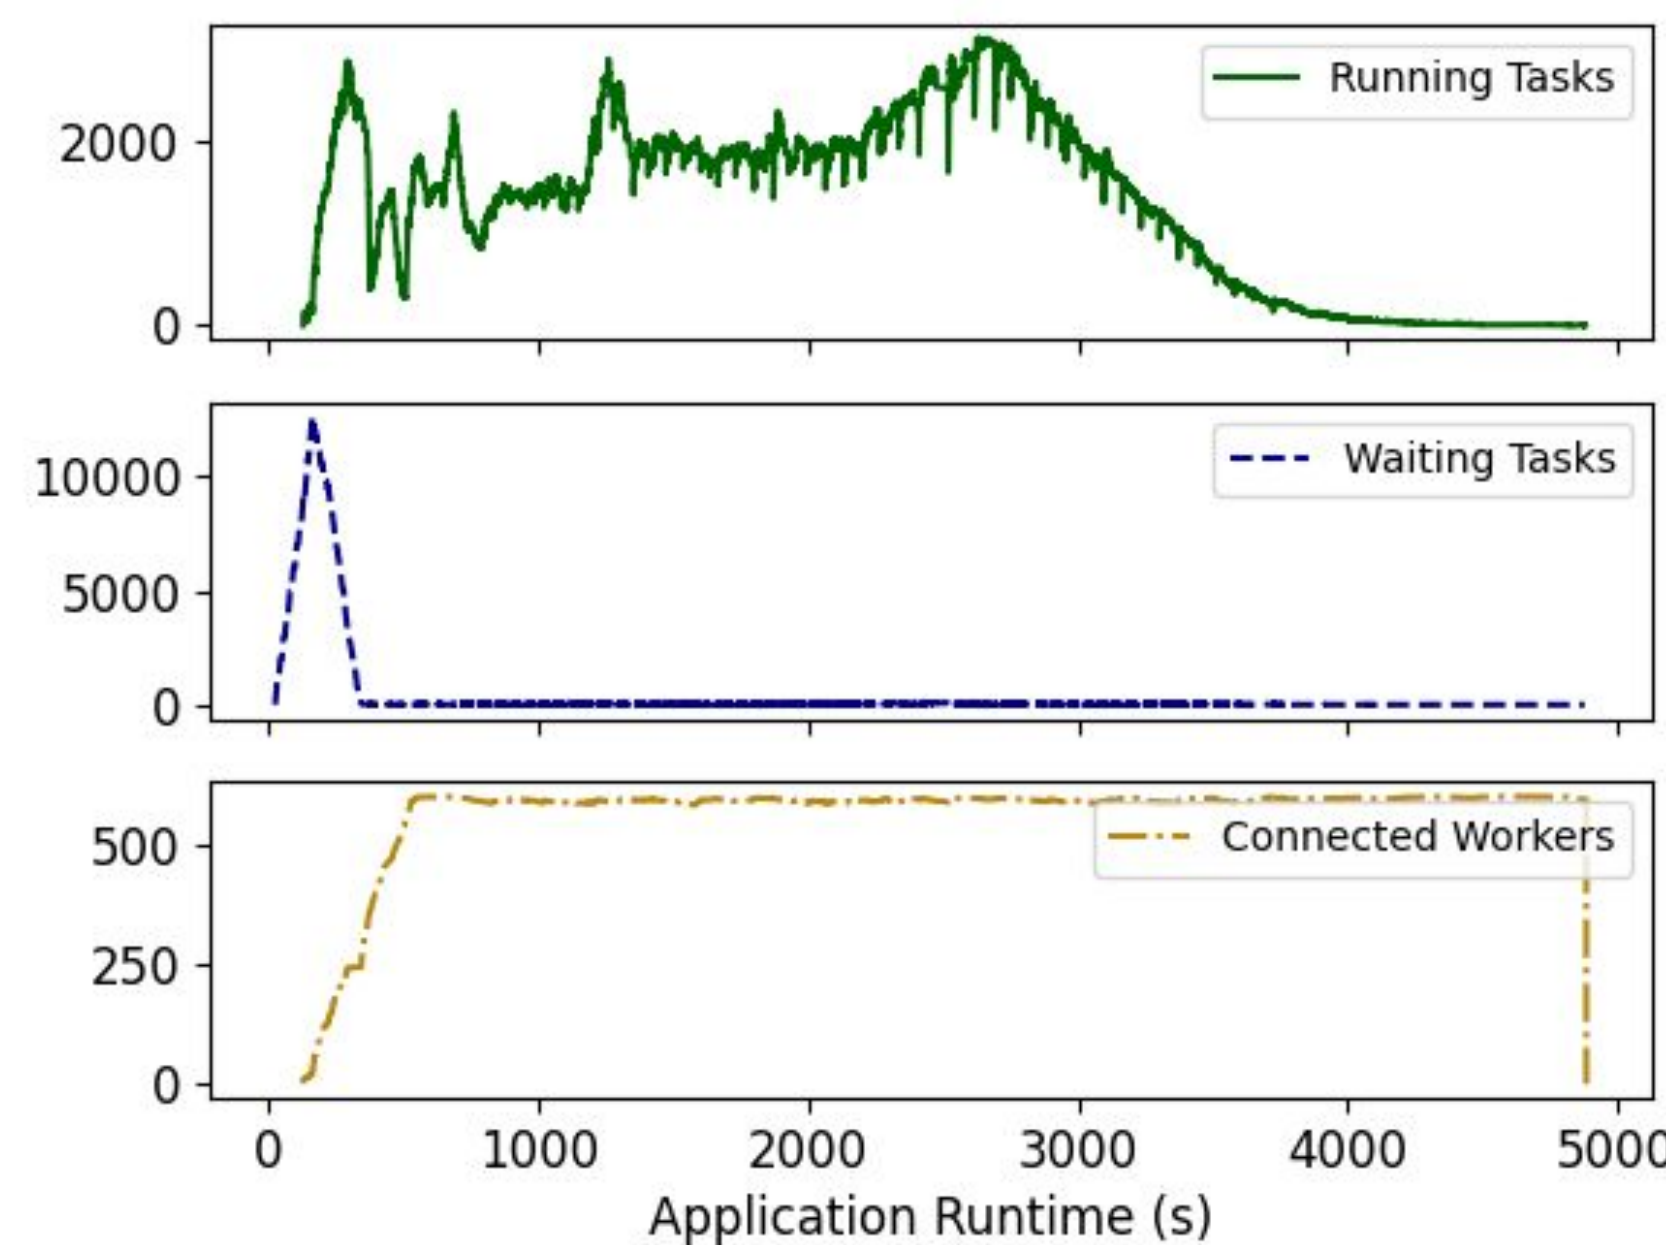 Running Tasks
2000
0
Waiting Tasks
10000
5000
0
Connected Workers
500
250
0
0 1000 2000 3000 4000 5000
Application Runtime (s)